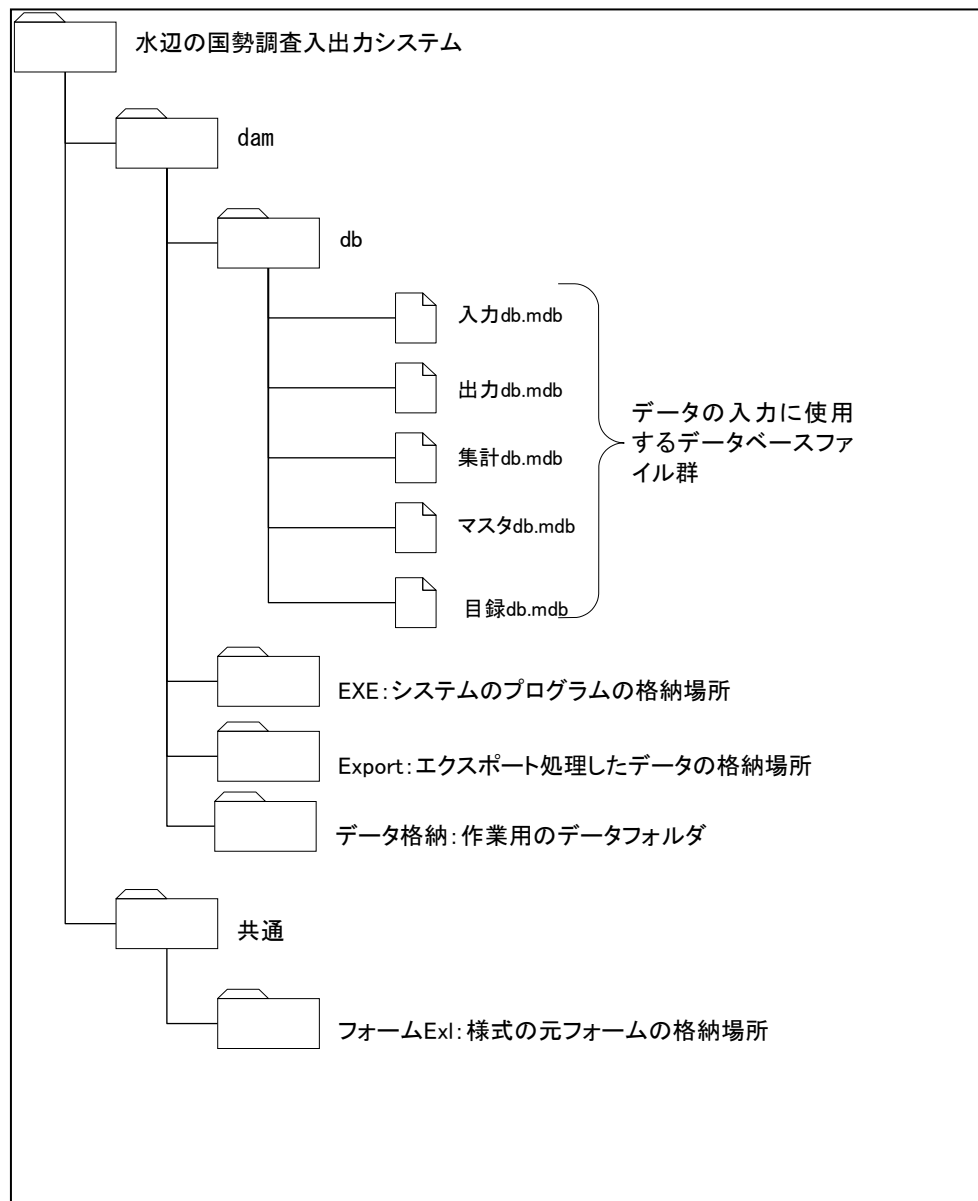 水辺の国勢調査入出力システム
dam
db
入力db.mdb
出力db.mdb
集計db.mdb
マスタdb.mdb
目録db.mdb
データの入力に使用
するデータベースファ
イル群
EXE:システムのプログラムの格納場所
Export:エクスポート処理したデータの格納場所
データ格納:作業用のデータフォルダ
共通
フォームExl:様式の元フォームの格納場所